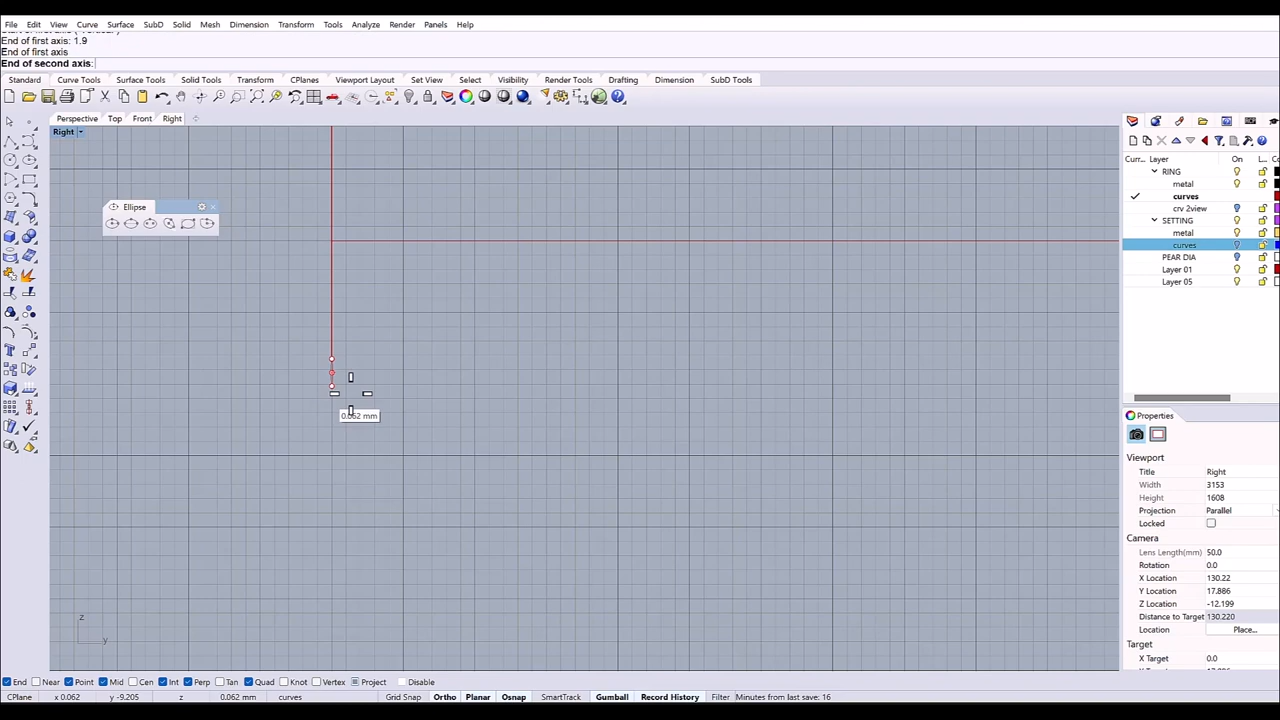 File Edit View Curve Surface SubD Solid Mesh Dimension Transform Tools Analyze Render Panels Help
End of first axis: 1.9
End of first axis
End of second axis:
Standard Curve Tools Surface Tools Solid Tools Transform CPlanes Viewport Layout Set View Select Visibility Render Tools Drafting Dimension SubD Tools
Perspective Top Front Right
Right
Ellipse
0.062 mm
z
y
Curr... Layer On L... Co
RING
metal
curves
crv 2view
SETTING
metal
curves
PEAR DIA
Layer 01
Layer 05
Properties
Viewport
Title Right
Width 3153
Height 1608
Projection Parallel
Locked
Camera
Lens Length(mm) 50.0
Rotation 0.0
X Location 130.22
Y Location 17.886
Z Location -12.199
Distance to Target 130.220
Location Place...
Target
X Target 0.0
End Near Point Mid Cen Int Perp Tan Quad Knot Vertex Project Disable
CPlane x 0.062 y -9.205 z 0.062 mm curves Grid Snap Ortho Planar Osnap SmartTrack Gumball Record History Filter Minutes from last save: 16